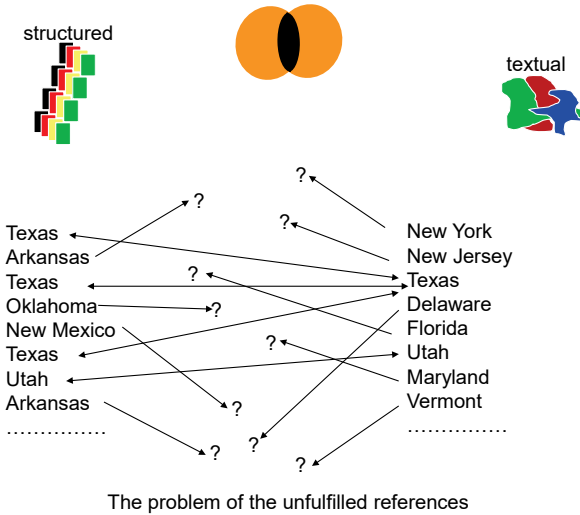 structured
textual
?
?
?
?
?
?
?
?
?
?
Texas
Arkansas
Texas
Oklahoma
New Mexico
Texas
Utah
Arkansas
……………
New York
New Jersey
Texas
Delaware
Florida
Utah
Maryland
Vermont
……………
The problem of the unfulfilled references